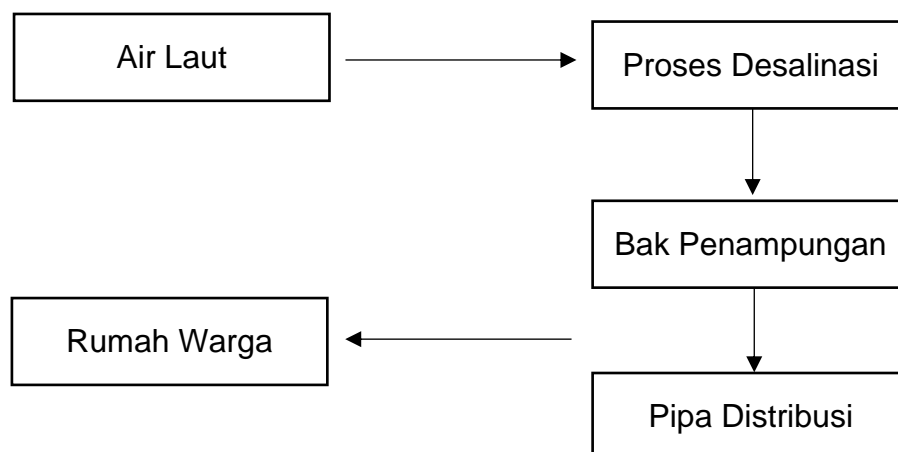 Air Laut
Proses Desalinasi
Bak Penampungan
Rumah Warga
Pipa Distribusi